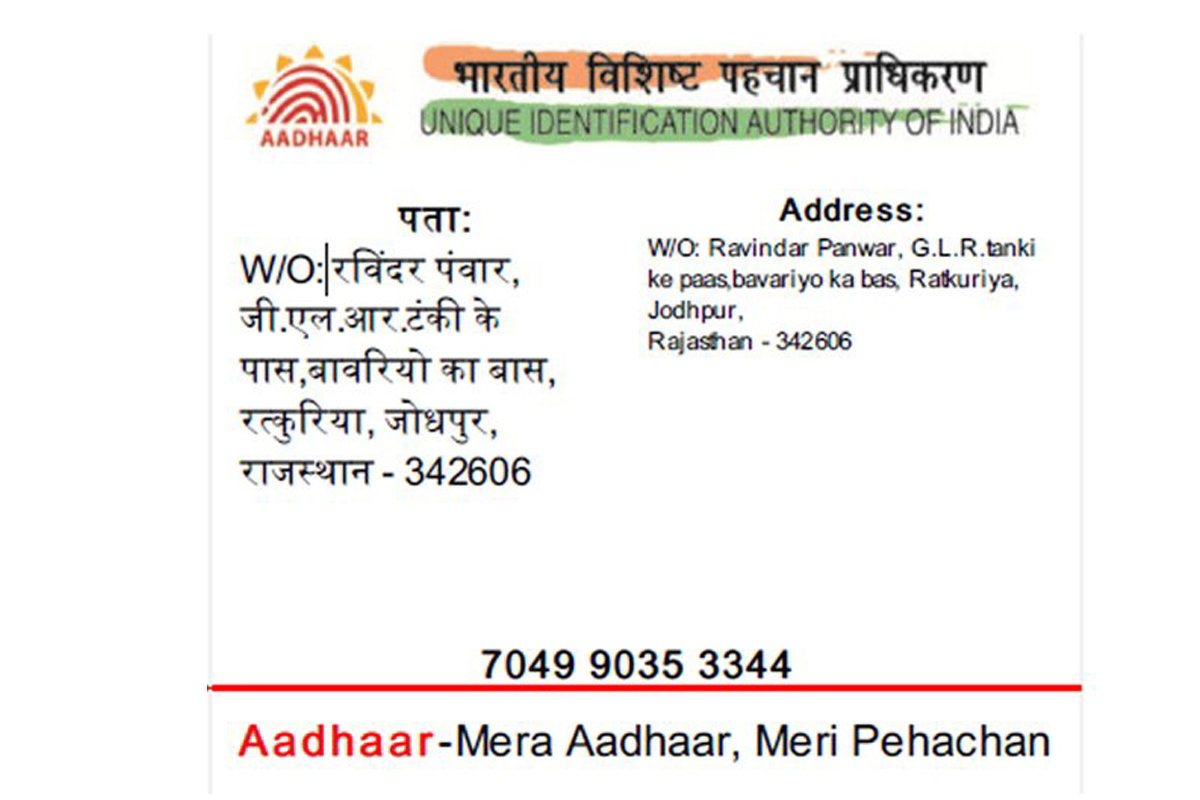 भारतीय विशिष्ट पहचान प्राधिकरण
UNIQUE IDENTIFICATION AUTHORITY OF INDIA
AADHAAR
पता:
W/O:रविंदर पंवार,
जी.एल.आर.टंकी के
पास,बावरियो का बास,
रत्कुरिया, जोधपुर,
राजस्थान - 342606
Address:
W/O: Ravindar Panwar, G.L.R.tanki
ke paas,bavariyo ka bas, Ratkuriya,
Jodhpur,
Rajasthan - 342606
7049 9035 3344
Aadhaar-Mera Aadhaar, Meri Pehachan